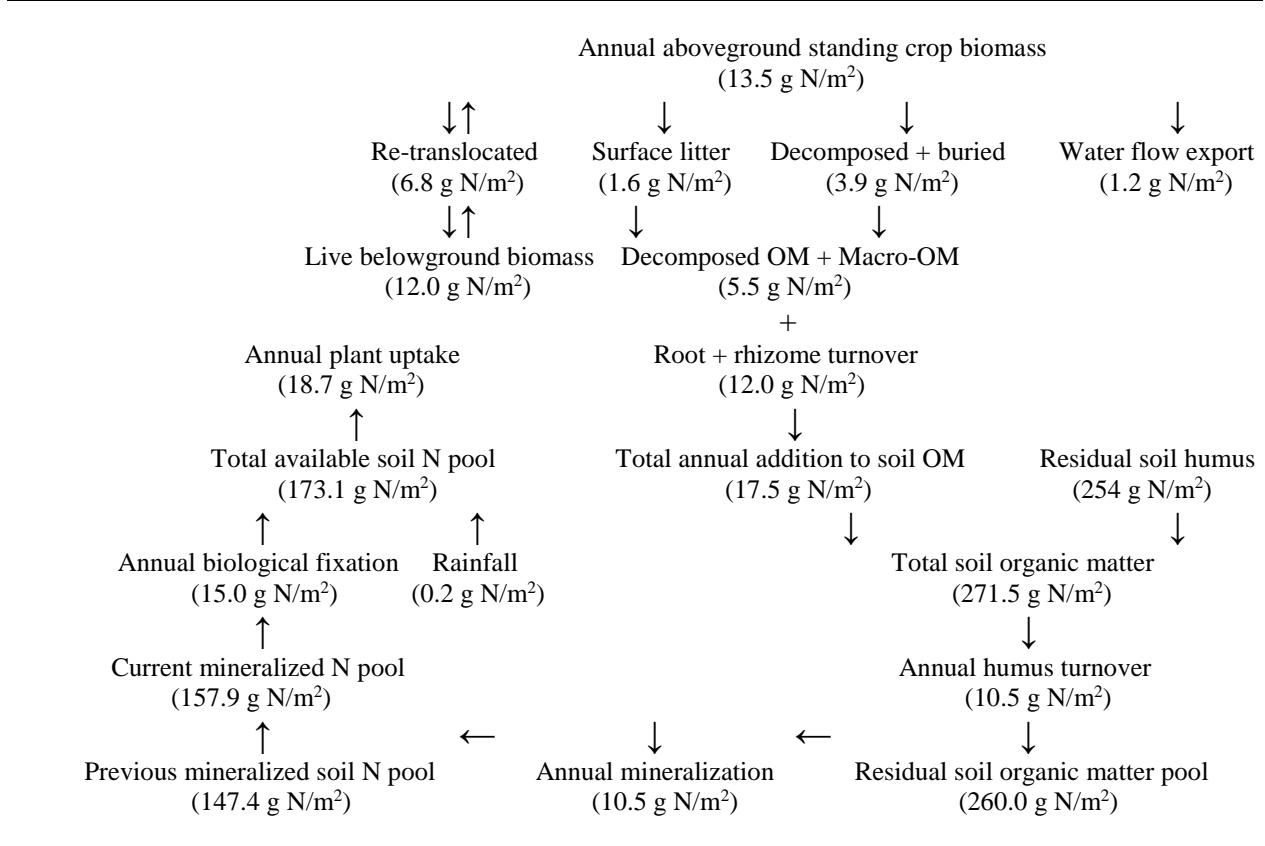 Annual aboveground standing crop biomass
(13.5 g N/m²)
↓↑ ↓ ↓ ↓
Re-translocated Surface litter Decomposed + buried Water flow export
(6.8 g N/m²) (1.6 g N/m²) (3.9 g N/m²) (1.2 g N/m²)
↓↑ ↓ ↓
Live belowground biomass Decomposed OM + Macro-OM
(12.0 g N/m²) (5.5 g N/m²)
+
Annual plant uptake Root + rhizome turnover
(18.7 g N/m²) (12.0 g N/m²)
↑ ↓
Total available soil N pool Total annual addition to soil OM Residual soil humus
(173.1 g N/m²) (17.5 g N/m²) (254 g N/m²)
↑ ↑ ↓ ↓
Annual biological fixation Rainfall Total soil organic matter
(15.0 g N/m²) (0.2 g N/m²) (271.5 g N/m²)
↑ ↓
Current mineralized N pool Annual humus turnover
(157.9 g N/m²) (10.5 g N/m²)
↑ ← ↓ ← ↓
Previous mineralized soil N pool Annual mineralization Residual soil organic matter pool
(147.4 g N/m²) (10.5 g N/m²) (260.0 g N/m²)